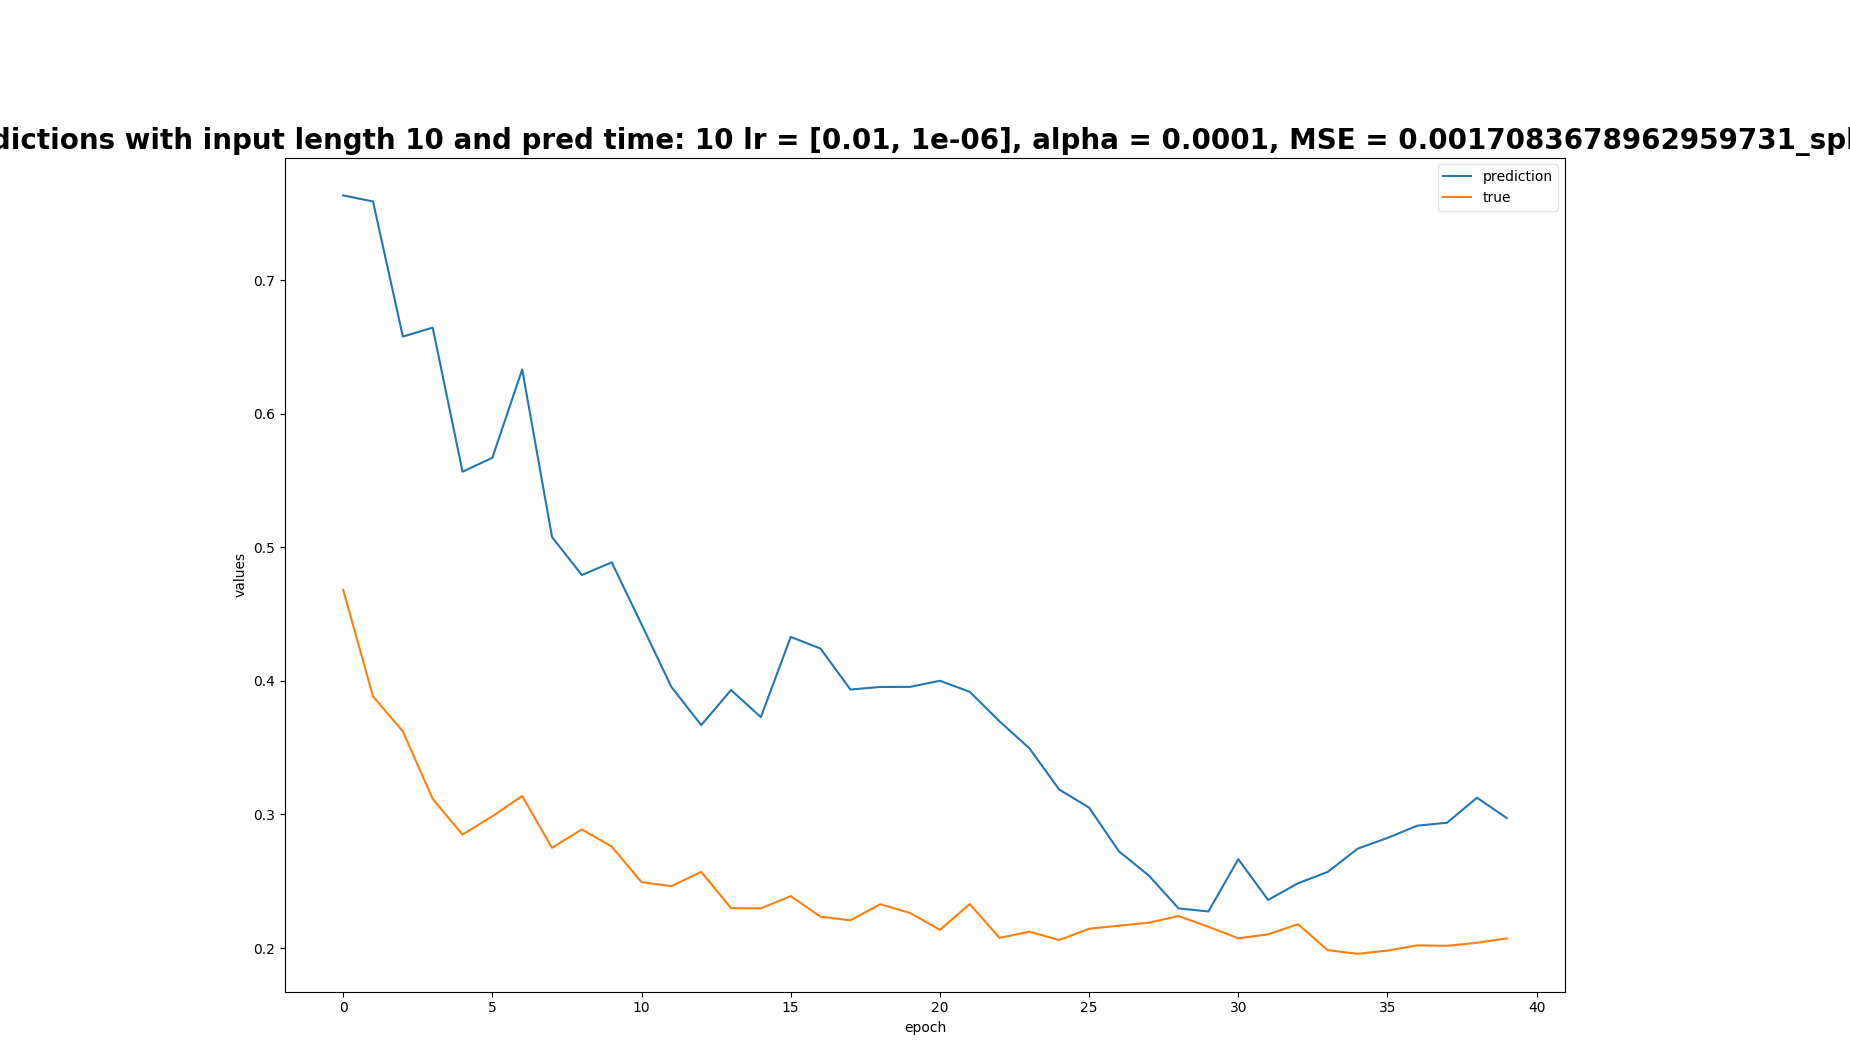 dictions with input length 10 and pred time: 10 lr = [0.01, 1e-06], alpha = 0.0001, MSE = 0.0017083678962959731_spl
prediction
true
0.7
0.6
0.5
0.4
0.3
0.2
values
0 5 10 15 20 25 30 35 40
epoch